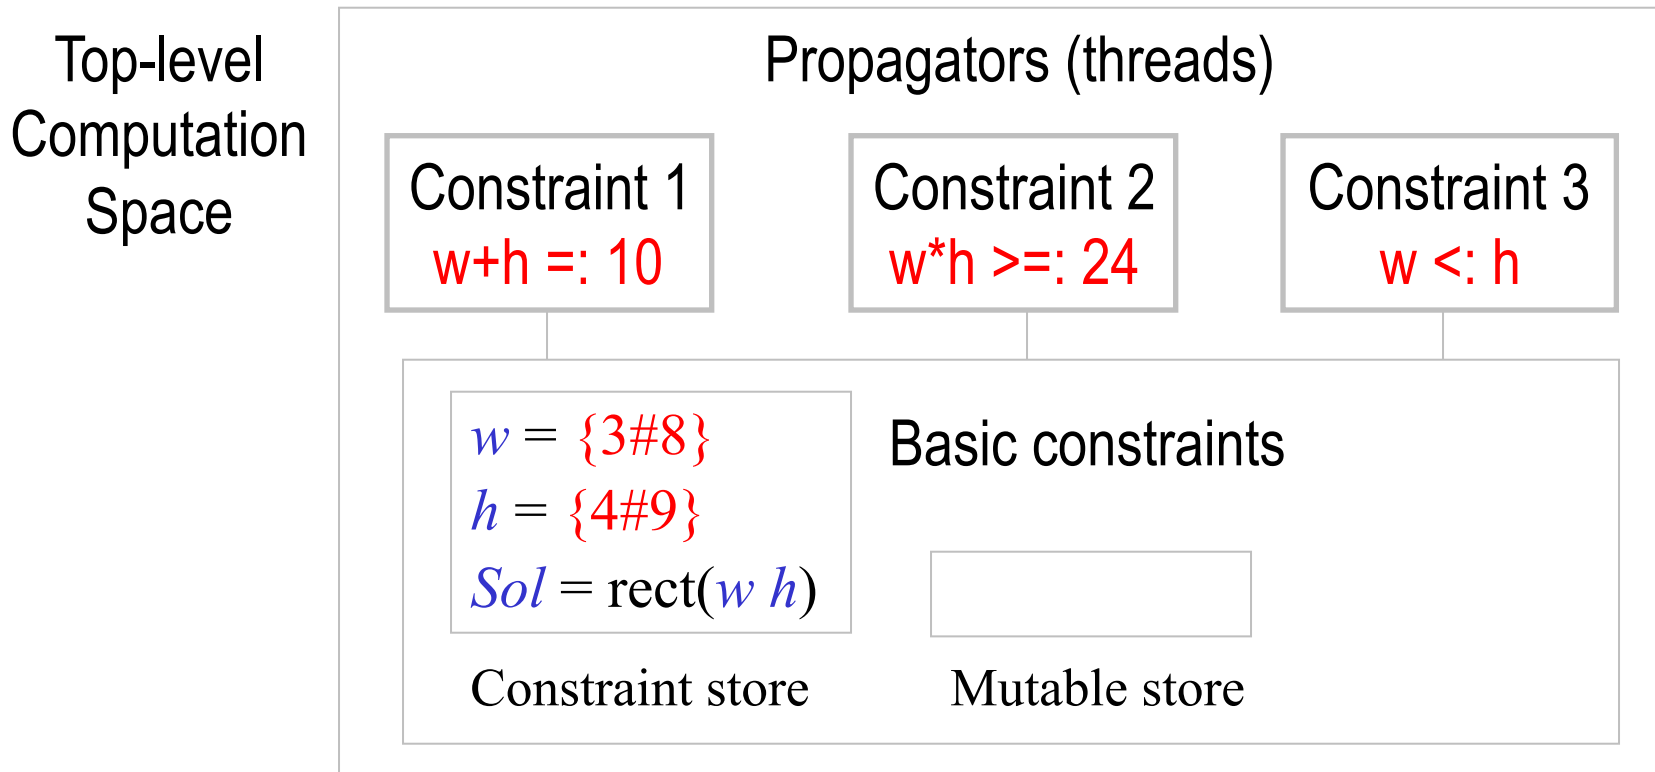 Top-level
Computation
Space
Propagators (threads)
Constraint 1
w+h =: 10
Constraint 2
w*h >=: 24
Constraint 3
w <: h
w = {3#8}
h = {4#9}
Sol = rect(w h)
Basic constraints
Constraint store
Mutable store